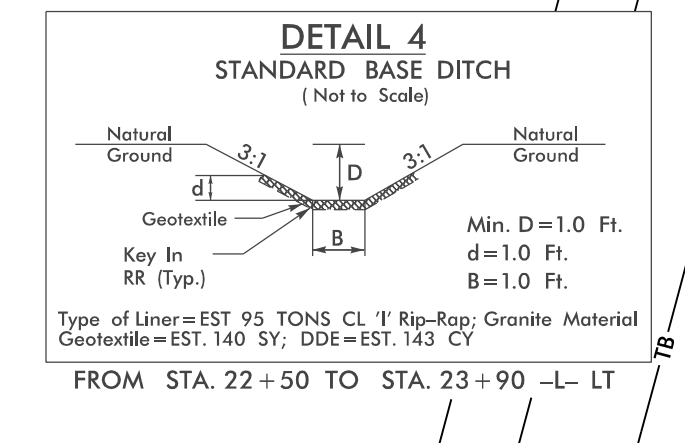 DETAIL 4
STANDARD BASE DITCH
( Not to Scale)
Natural
Ground
3:1
D
3:1
Natural
Ground
d
Geotextile
B
Key In
RR (Typ.)
Min. D=1.0 Ft.
d=1.0 Ft.
B=1.0 Ft.
Type of Liner=EST 95 TONS CL 'I' Rip-Rap; Granite Material
Geotextile=EST. 140 SY; DDE=EST. 143 CY
FROM STA. 22+50 TO STA. 23+90 -L- LT
TB